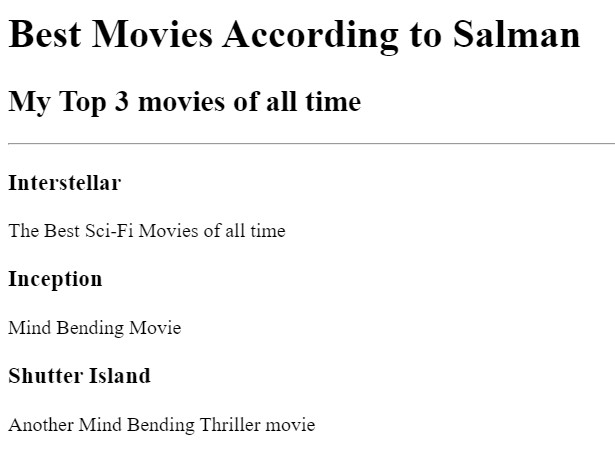 Best Movies According to Salman
My Top 3 movies of all time
Interstellar
The Best Sci-Fi Movies of all time
Inception
Mind Bending Movie
Shutter Island
Another Mind Bending Thriller movie